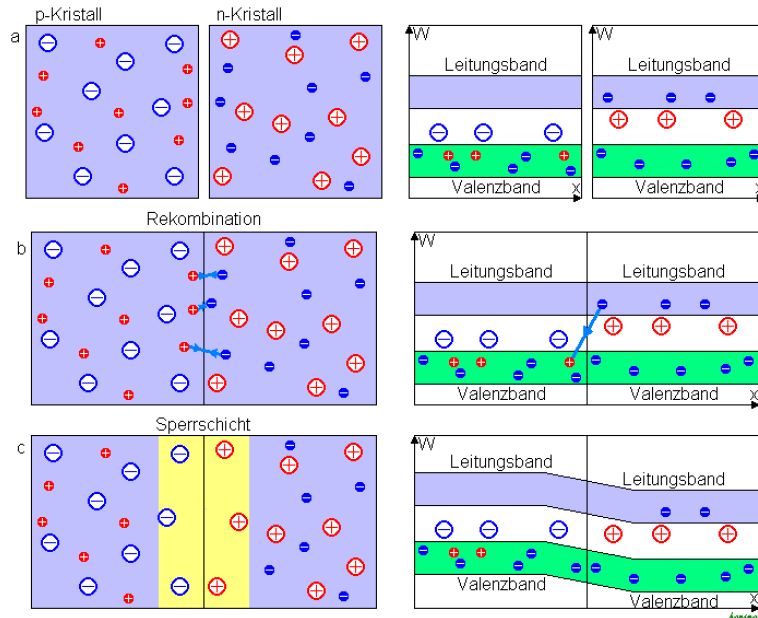 p-Kristall n-Kristall
a
W
Leitungsband
Valenzband
x
W
Leitungsband
Valenzband
x
Rekombination
b
W
Leitungsband Leitungsband
Valenzband Valenzband
x
Sperrschicht
c
W
Leitungsband Leitungsband
Valenzband Valenzband
x